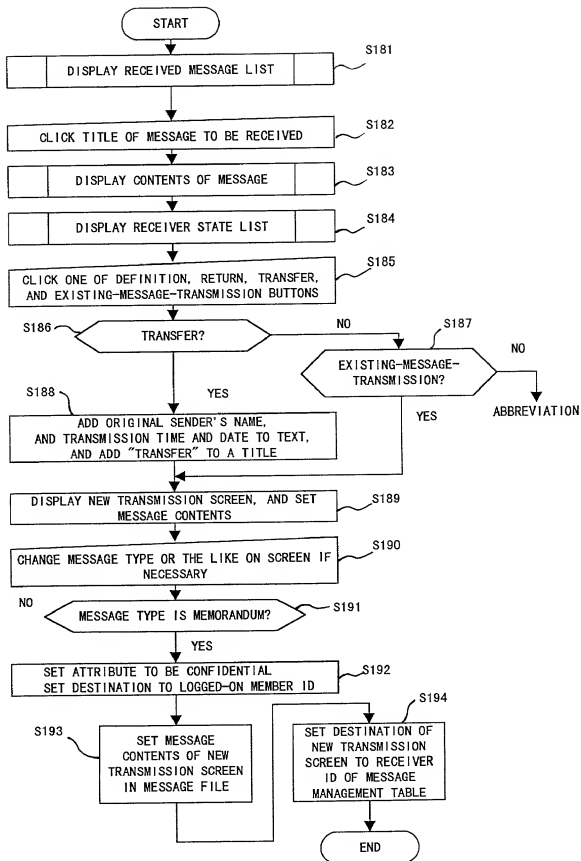 START
S181
DISPLAY RECEIVED MESSAGE LIST
S182
CLICK TITLE OF MESSAGE TO BE RECEIVED
S183
DISPLAY CONTENTS OF MESSAGE
S184
DISPLAY RECEIVER STATE LIST
S185
CLICK ONE OF DEFINITION, RETURN, TRANSFER,
AND EXISTING-MESSAGE-TRANSMISSION BUTTONS
S186
TRANSFER?
NO
S187
EXISTING-MESSAGE-
TRANSMISSION?
NO
ABBREVIATION
YES
YES
S188
ADD ORIGINAL SENDER'S NAME,
AND TRANSMISSION TIME AND DATE TO TEXT,
AND ADD "TRANSFER" TO A TITLE
S189
DISPLAY NEW TRANSMISSION SCREEN, AND SET
MESSAGE CONTENTS
S190
CHANGE MESSAGE TYPE OR THE LIKE ON SCREEN IF
NECESSARY
NO
MESSAGE TYPE IS MEMORANDUM?
S191
YES
S192
SET ATTRIBUTE TO BE CONFIDENTIAL
SET DESTINATION TO LOGGED-ON MEMBER ID
S193
SET MESSAGE
CONTENTS OF NEW
TRANSMISSION SCREEN
IN MESSAGE FILE
S194
SET DESTINATION OF
NEW TRANSMISSION
SCREEN TO RECEIVER
ID OF MESSAGE
MANAGEMENT TABLE
END